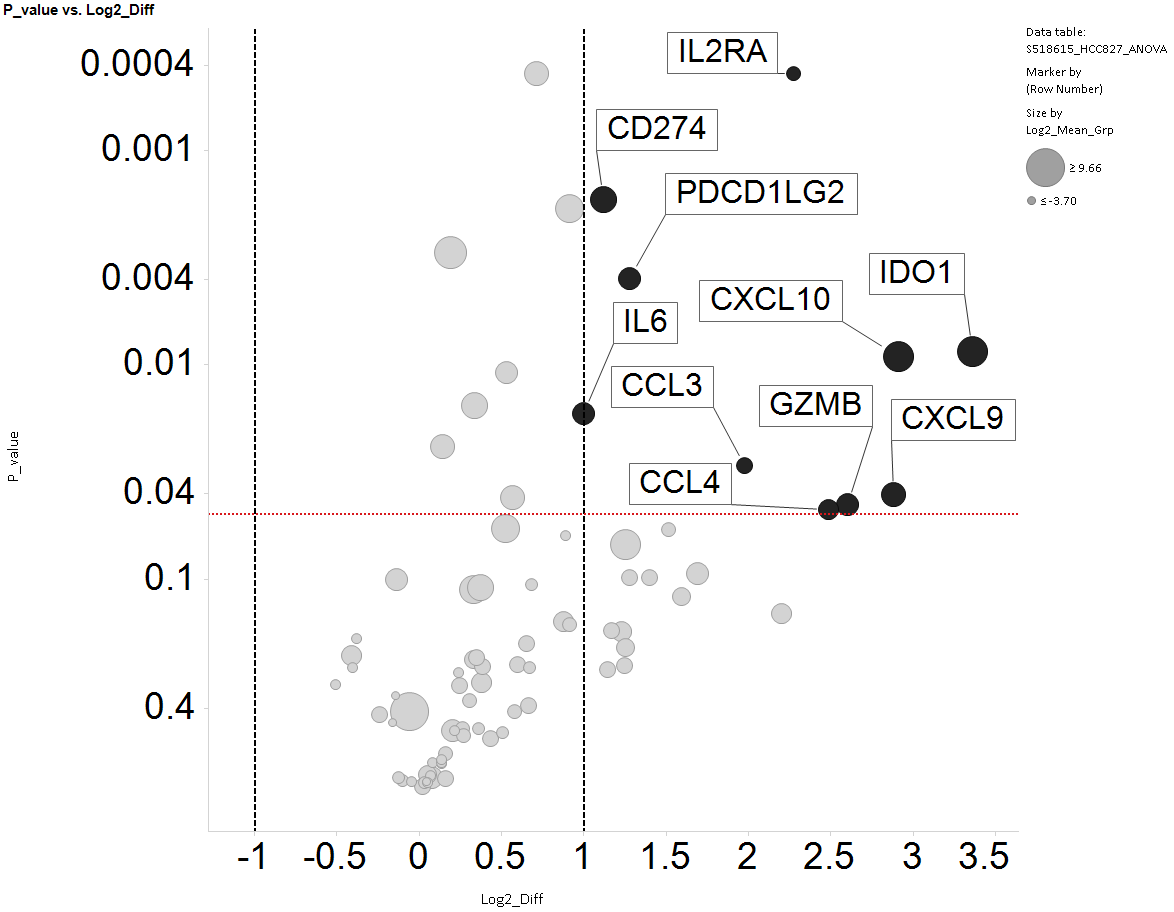 P_value vs. Log2_Diff
Data table:
S518615_HCC827_ANOVA
Marker by
(Row Number)
Size by
Log2_Mean_Grp
≥ 9.66
≤ -3.70
P_value
0.0004
0.001
0.004
0.01
0.04
0.1
0.4
IL2RA
CD274
PDCD1LG2
IDO1
CXCL10
IL6
CCL3
GZMB
CXCL9
CCL4
-1
-0.5
0
0.5
1
1.5
2
2.5
3
3.5
Log2_Diff